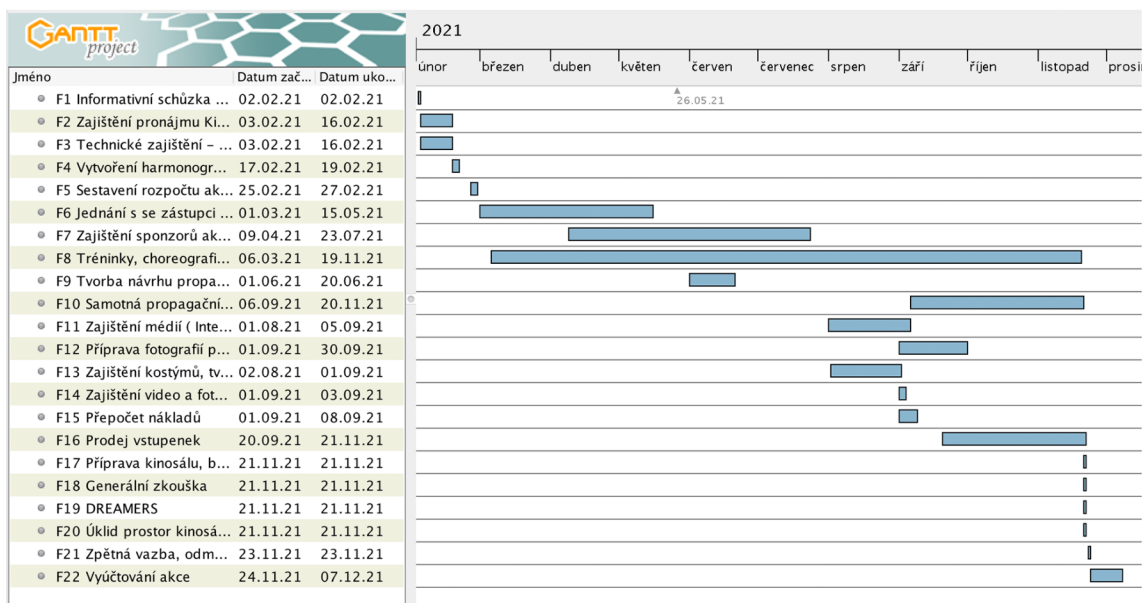 GANTT
project
2021
Jméno Datum zač... Datum uko...
únor březen duben květen červen červenec srpen září říjen listopad prosin
26.05.21
F1 Informativní schůzka ... 02.02.21 02.02.21
F2 Zajištění pronájmu Ki... 03.02.21 16.02.21
F3 Technické zajištění – ... 03.02.21 16.02.21
F4 Vytvoření harmonogr... 17.02.21 19.02.21
F5 Sestavení rozpočtu ak... 25.02.21 27.02.21
F6 Jednání s se zástupci ... 01.03.21 15.05.21
F7 Zajištění sponzorů ak... 09.04.21 23.07.21
F8 Tréninky, choreografi... 06.03.21 19.11.21
F9 Tvorba návrhu propa... 01.06.21 20.06.21
F10 Samotná propagační... 06.09.21 20.11.21
F11 Zajištění médií ( Inte... 01.08.21 05.09.21
F12 Příprava fotografií p... 01.09.21 30.09.21
F13 Zajištění kostýmů, tv... 02.08.21 01.09.21
F14 Zajištění video a fot... 01.09.21 03.09.21
F15 Přepočet nákladů 01.09.21 08.09.21
F16 Prodej vstupenek 20.09.21 21.11.21
F17 Příprava kinosálu, b... 21.11.21 21.11.21
F18 Generální zkouška 21.11.21 21.11.21
F19 DREAMERS 21.11.21 21.11.21
F20 Úklid prostor kinosá... 21.11.21 21.11.21
F21 Zpětná vazba, odm... 23.11.21 23.11.21
F22 Vyúčtování akce 24.11.21 07.12.21